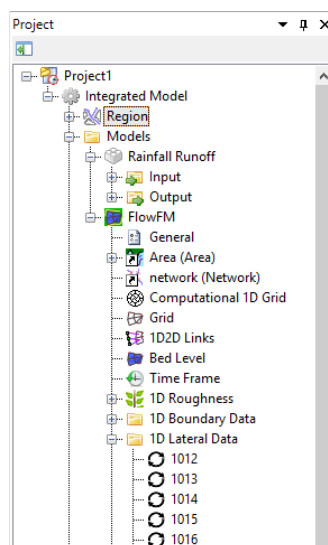 Project
Project1
Integrated Model
Region
Models
Rainfall Runoff
Input
Output
FlowFM
General
Area (Area)
network (Network)
Computational 1D Grid
Grid
1D2D Links
Bed Level
Time Frame
1D Roughness
1D Boundary Data
1D Lateral Data
1012
1013
1014
1015
1016